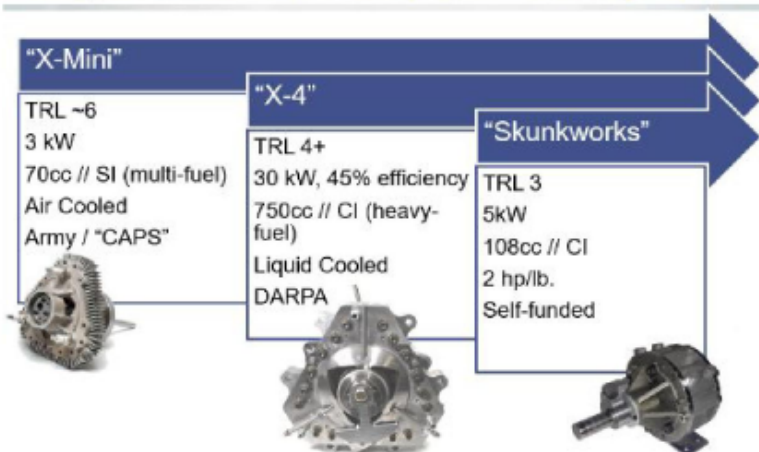 “X-Mini”
TRL ~6
3 kW
70cc // SI (multi-fuel)
Air Cooled
Army / “CAPS”
“X-4”
TRL 4+
30 kW, 45% efficiency
750cc // CI (heavy-
fuel)
Liquid Cooled
DARPA
“Skunkworks”
TRL 3
5kW
108cc // CI
2 hp/lb.
Self-funded